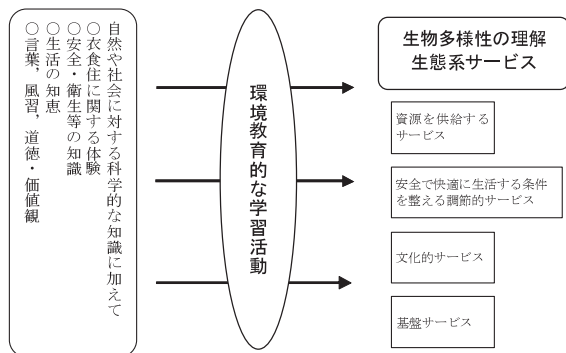 自然や社会に対する科学的な知識に加えて
○衣食住に関する体験
○安全・衛生等の知識
○生活の知恵
○言葉，風習，道徳・価値観
環境教育的な学習活動
生物多様性の理解
生態系サービス
資源を供給する
サービス
安全で快適に生活する条件
を整える調節的サービス
文化的サービス
基盤サービス